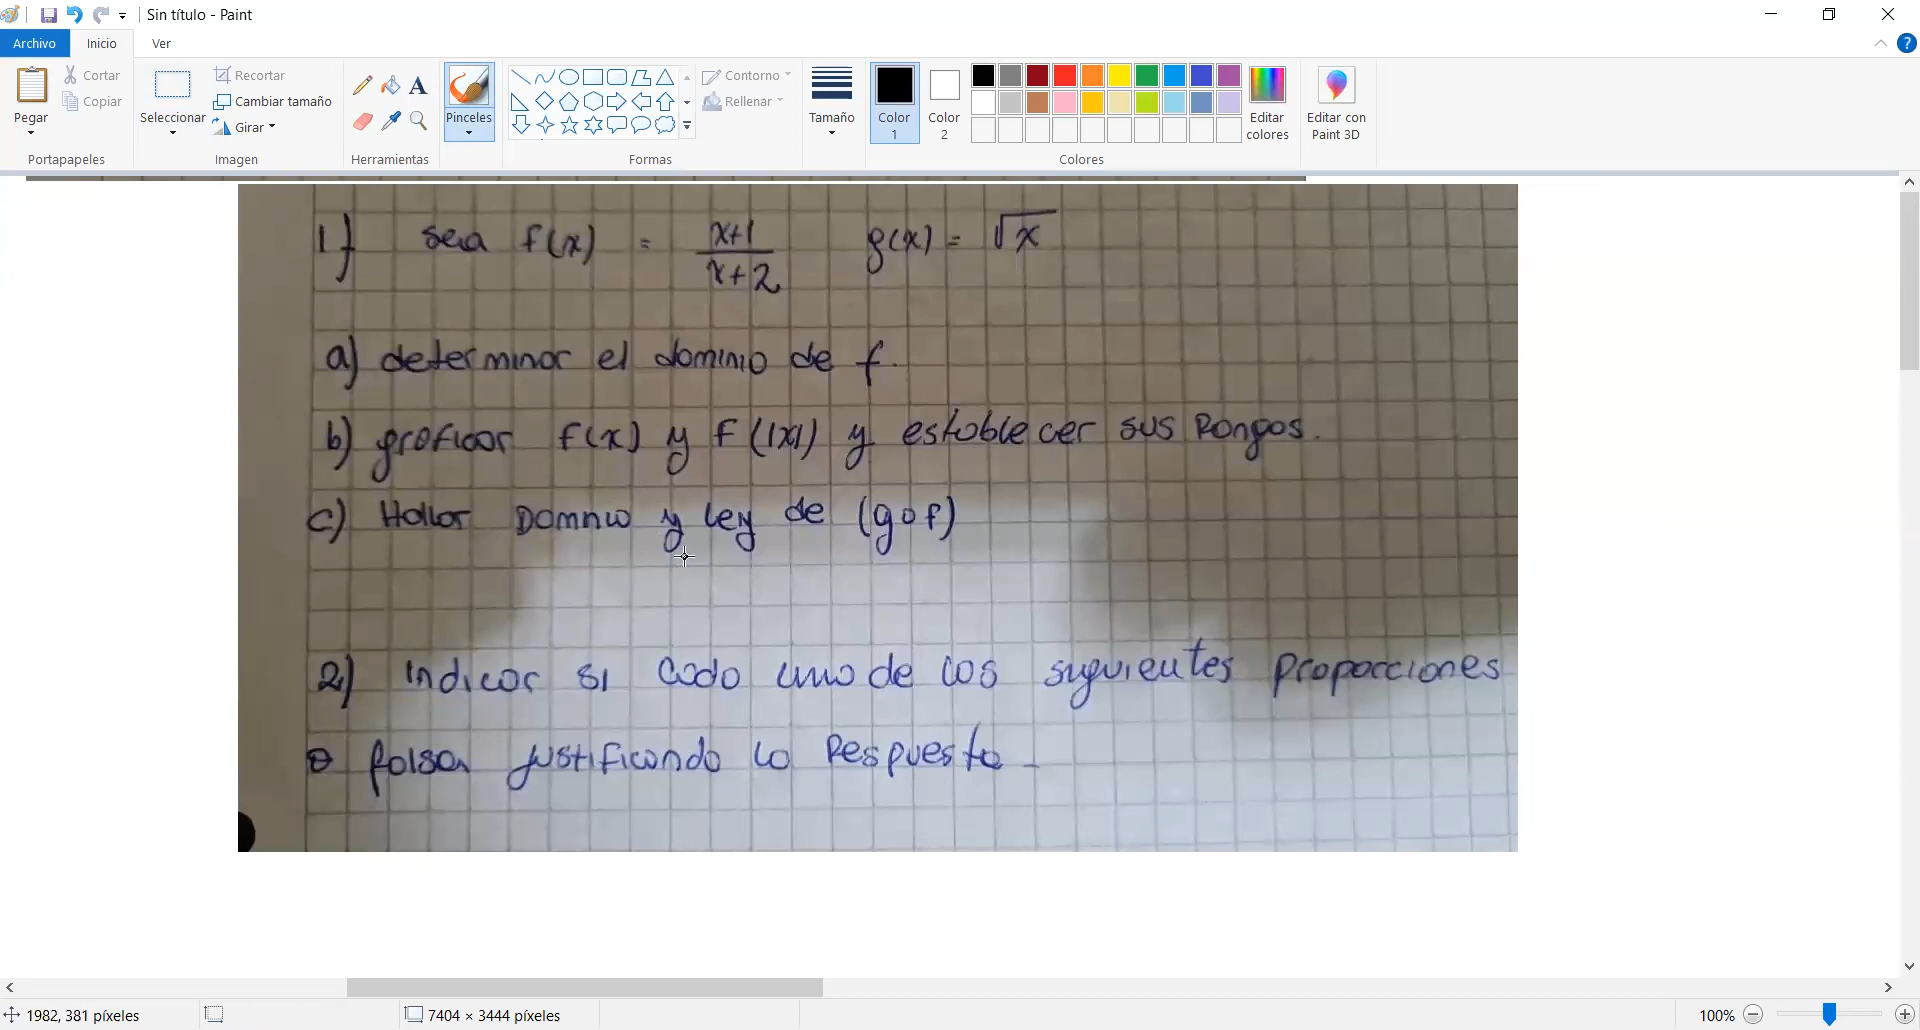 Sin título - Paint
Archivo Inicio Ver
Pegar
Cortar
Copiar
Portapapeles
Seleccionar
Recortar
Cambiar tamaño
Girar
Imagen
Herramientas
Pinceles
Contorno
Rellenar
Formas
Tamaño
Color 1
Color 2
Editar colores
Editar con Paint 3D
Colores
1) sea f(x) = x+1 / x+2 g(x) = √x
a) determinar el dominio de f.
b) graficar f(x) y f(|x|) y establecer sus Rangos.
c) Hallar Dominio y Ley de (gof)
2) Indicar si cada uno de los siguientes proporciones
o falsa justificando la Respuesta
1982, 381 píxeles
7404 × 3444 píxeles
100%